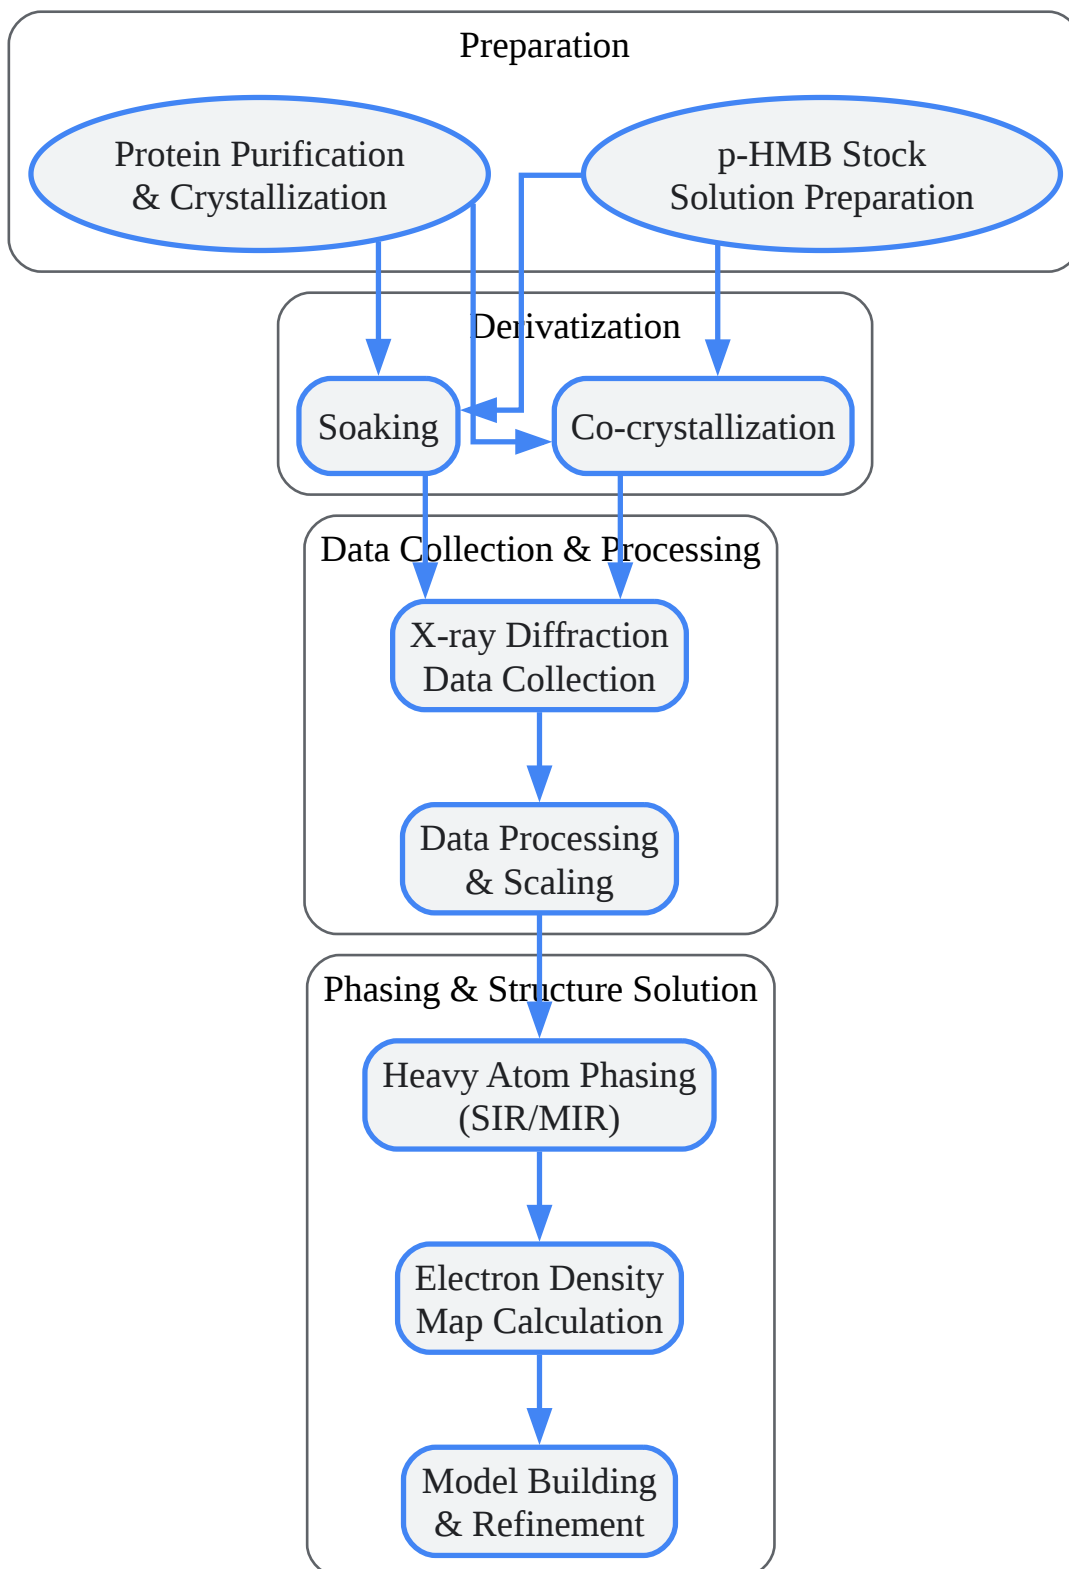 Preparation
Protein Purification
& Crystallization
p-HMB Stock
Solution Preparation
Derivatization
Soaking
Co-crystallization
Data Collection & Processing
X-ray Diffraction
Data Collection
Data Processing
& Scaling
Phasing & Structure Solution
Heavy Atom Phasing
(SIR/MIR)
Electron Density
Map Calculation
Model Building
& Refinement